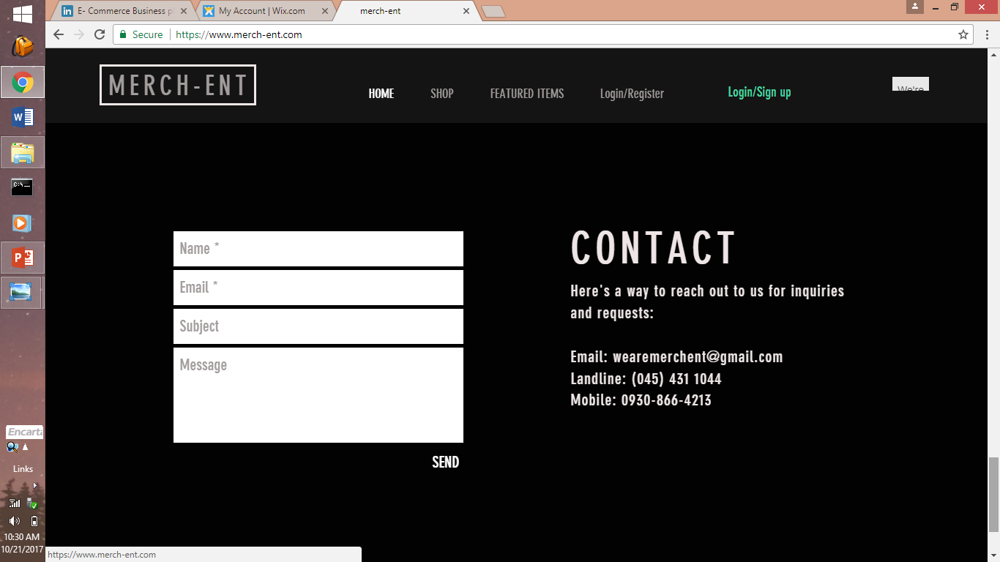 E- Commerce Business p
My Account | Wix.com
merch-ent
Secure
https://www.merch-ent.com
MERCH-ENT
HOME
SHOP
FEATURED ITEMS
Login/Register
Login/Sign up
We're
Name *
Email *
Subject
Message
SEND
CONTACT
Here's a way to reach out to us for inquiries
and requests:
Email: wearemerchent@gmail.com
Landline: (045) 431 1044
Mobile: 0930-866-4213
Encarta
Links
10:30 AM
10/21/2017
https://www.merch-ent.com